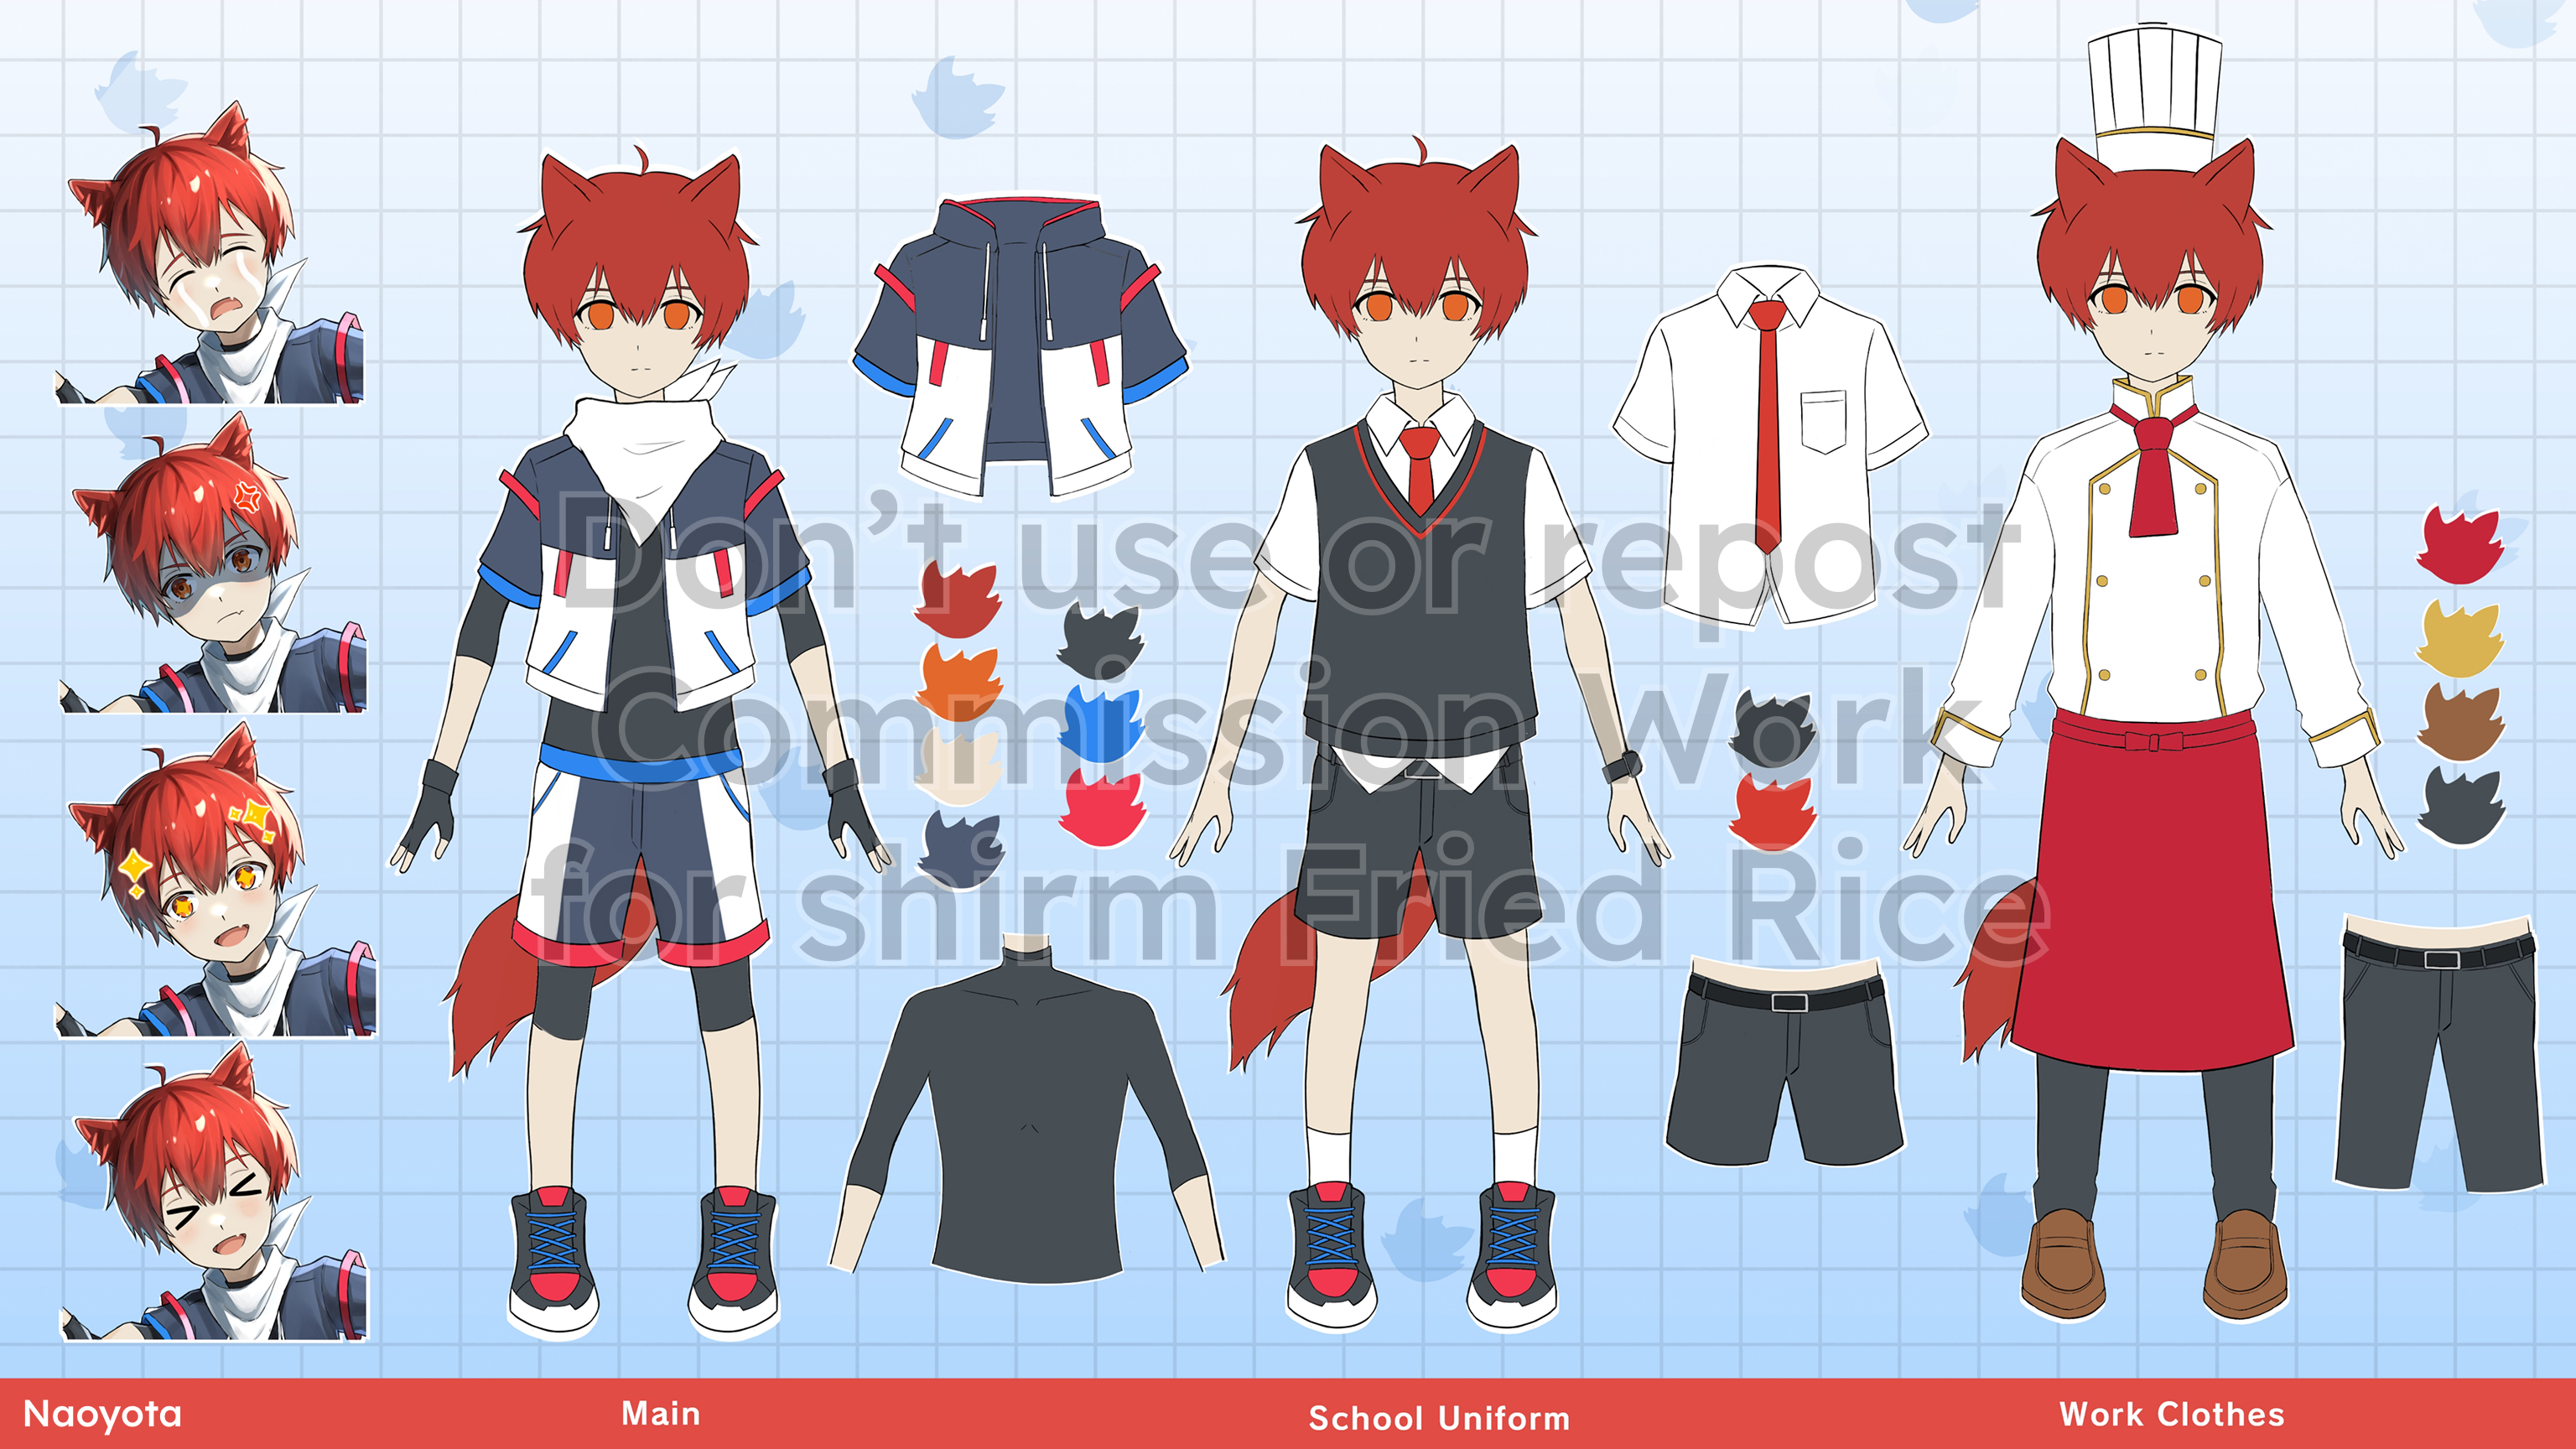 Don't use or repost
Commission Work
for shirm Fried Rice
Naoyota
Main
School Uniform
Work Clothes